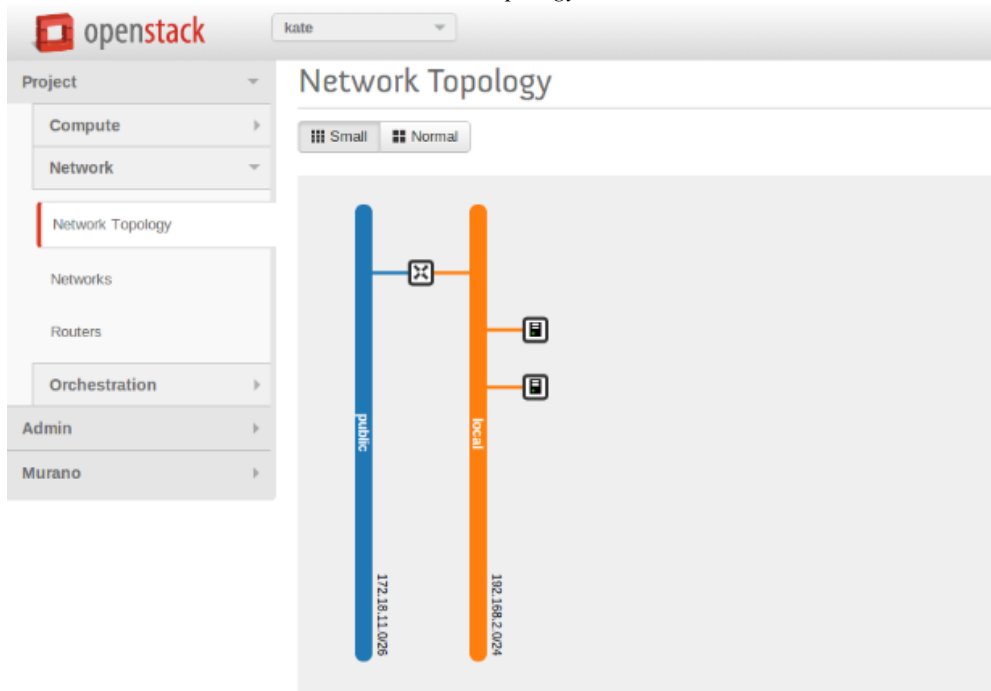 openstack
kate
Project
Compute
Network
Network Topology
Networks
Routers
Orchestration
Admin
Murano
Network Topology
Small
Normal
public
172.18.11.0/26
local
192.168.2.0/24